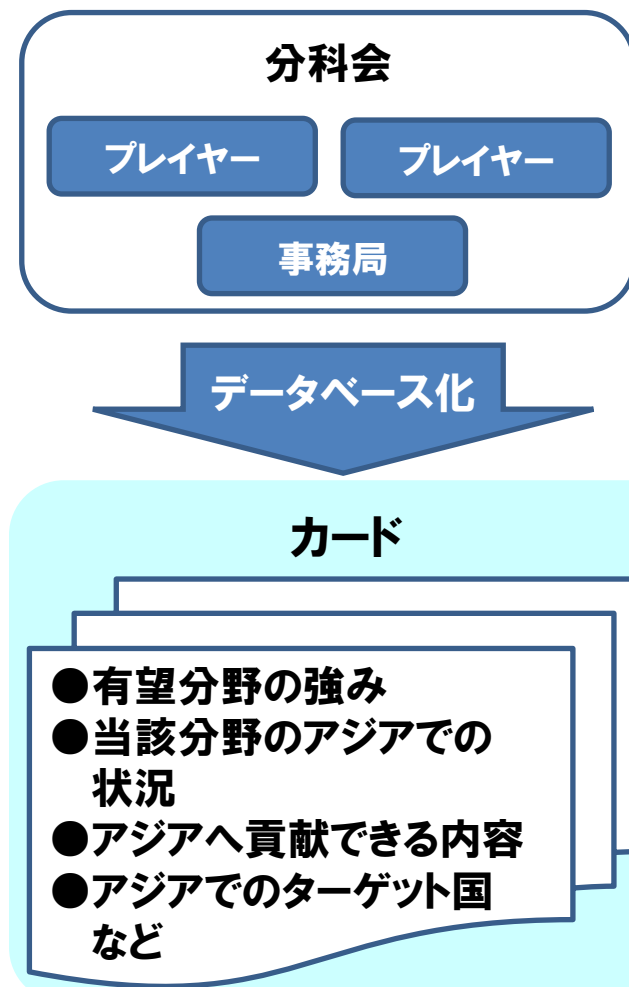 分科会
プレイヤー
プレイヤー
事務局
データベース化
カード
●有望分野の強み
●当該分野のアジアでの
状況
●アジアへ貢献できる内容
●アジアでのターゲット国
など